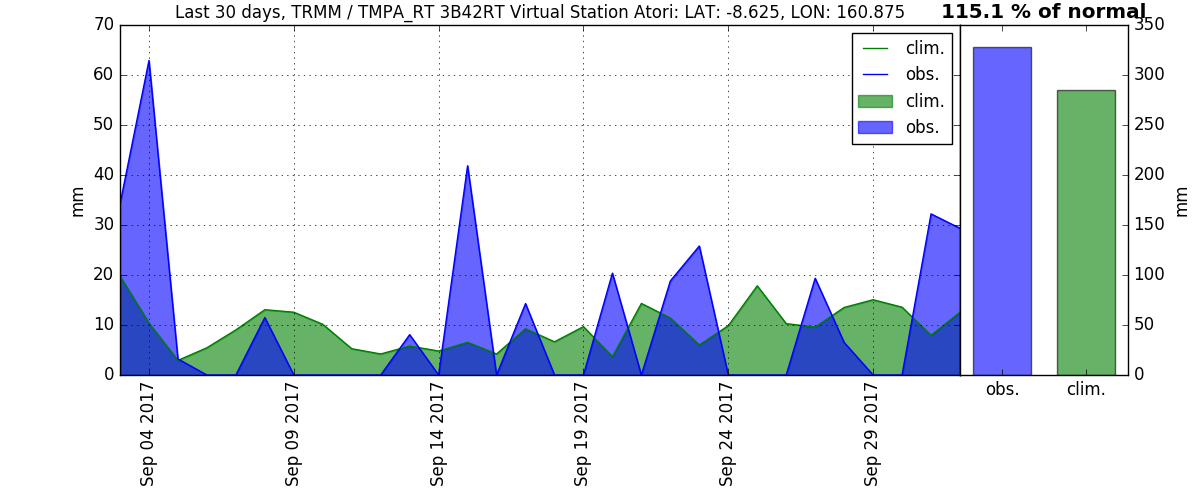 Last 30 days, TRMM / TMPA_RT 3B42RT Virtual Station Atori: LAT: -8.625, LON: 160.875
115.1 % of normal
70
60
50
40
30
20
10
0
mm
clim.
obs.
clim.
obs.
350
300
250
200
150
100
50
0
mm
Sep 04 2017
Sep 09 2017
Sep 14 2017
Sep 19 2017
Sep 24 2017
Sep 29 2017
obs.
clim.